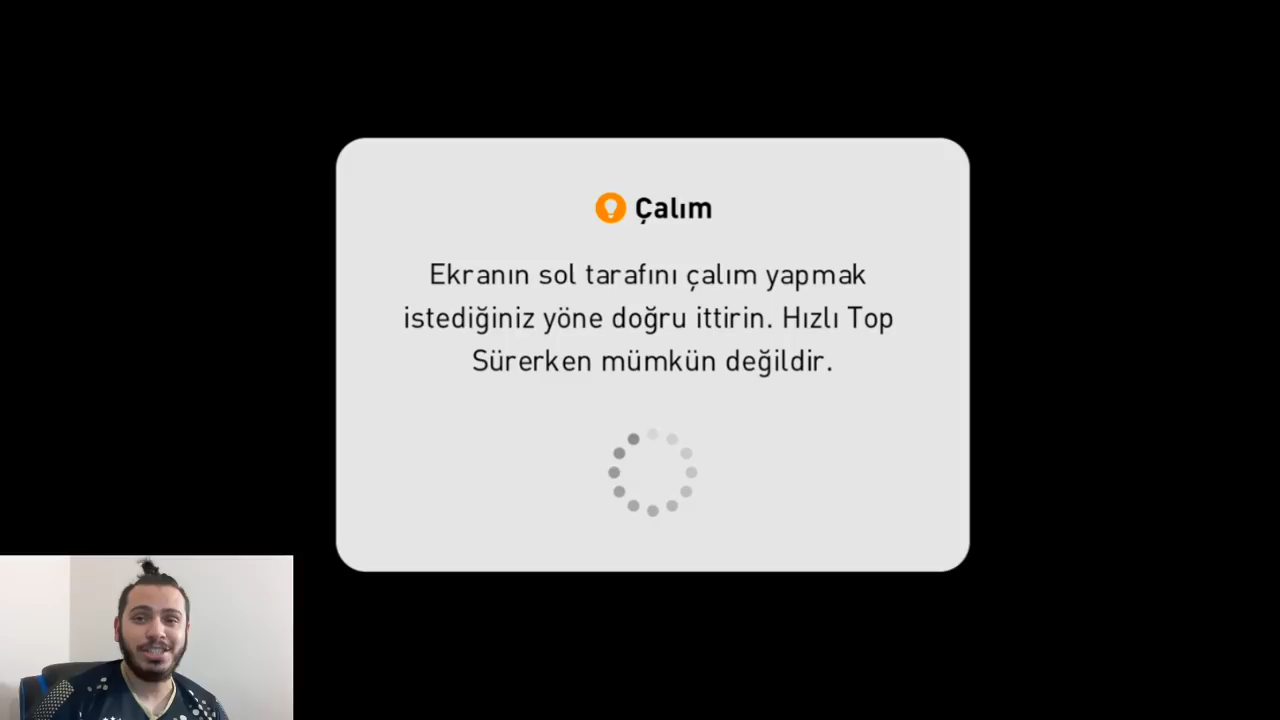 Çalım
Ekranın sol tarafını çalım yapmak
istediğiniz yöne doğru ittirin. Hızlı Top
Sürerken mümkün değildir.